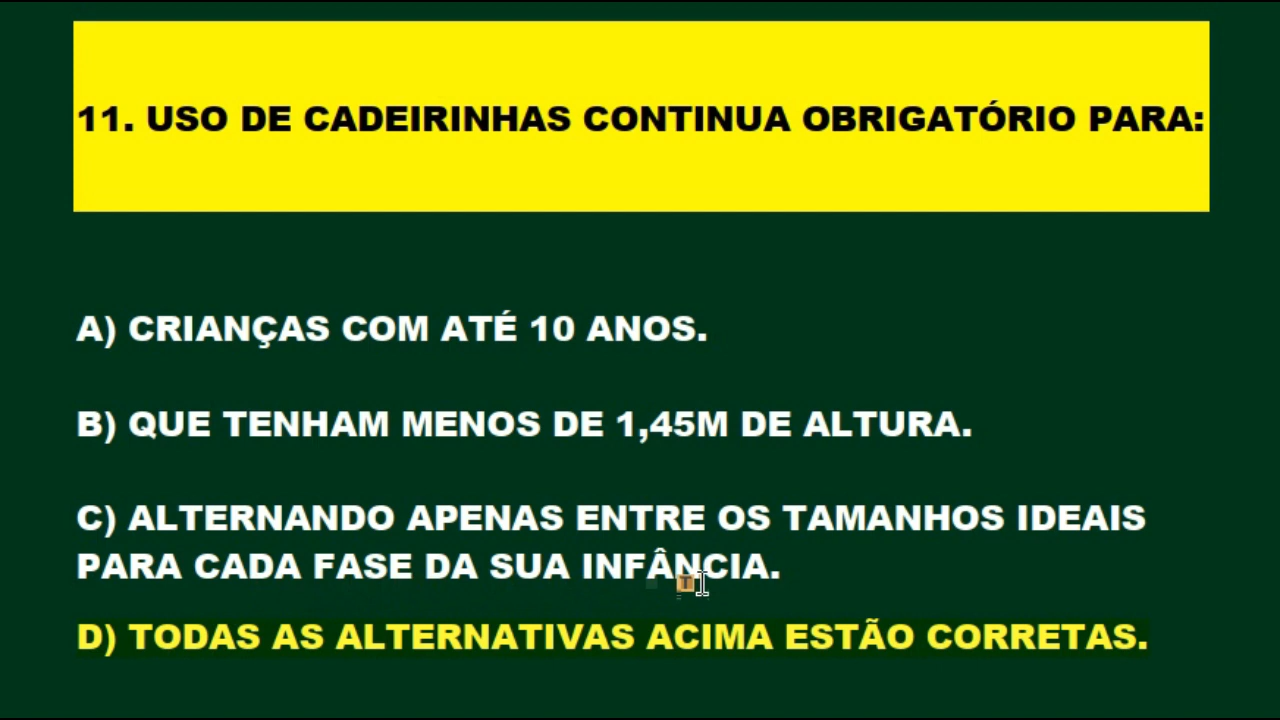 11. USO DE CADEIRINHAS CONTINUA OBRIGATÓRIO PARA:
A) CRIANÇAS COM ATÉ 10 ANOS.
B) QUE TENHAM MENOS DE 1,45M DE ALTURA.
C) ALTERNANDO APENAS ENTRE OS TAMANHOS IDEAIS
PARA CADA FASE DA SUA INFÂNCIA.
D) TODAS AS ALTERNATIVAS ACIMA ESTÃO CORRETAS.